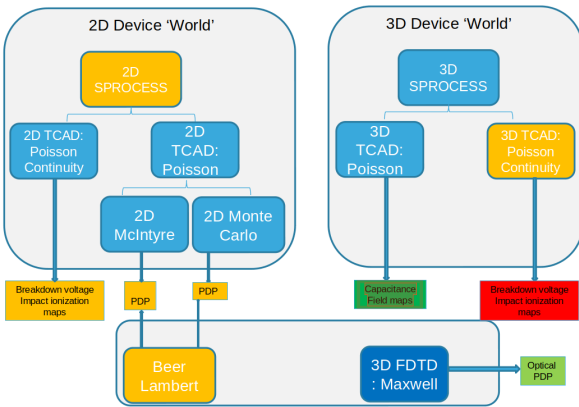 2D Device ‘World’
3D Device ‘World’
2D
SPROCESS
3D
SPROCESS
2D TCAD:
Poisson
Continuity
2D
TCAD:
Poisson
3D
TCAD:
Poisson
3D TCAD:
Poisson
Continuity
2D
McIntyre
2D Monte
Carlo
Breakdown voltage
Impact ionization
maps
PDP
PDP
Capacitance
Field maps
Breakdown voltage
Impact ionization
maps
Beer
Lambert
3D FDTD
: Maxwell
Optical
PDP